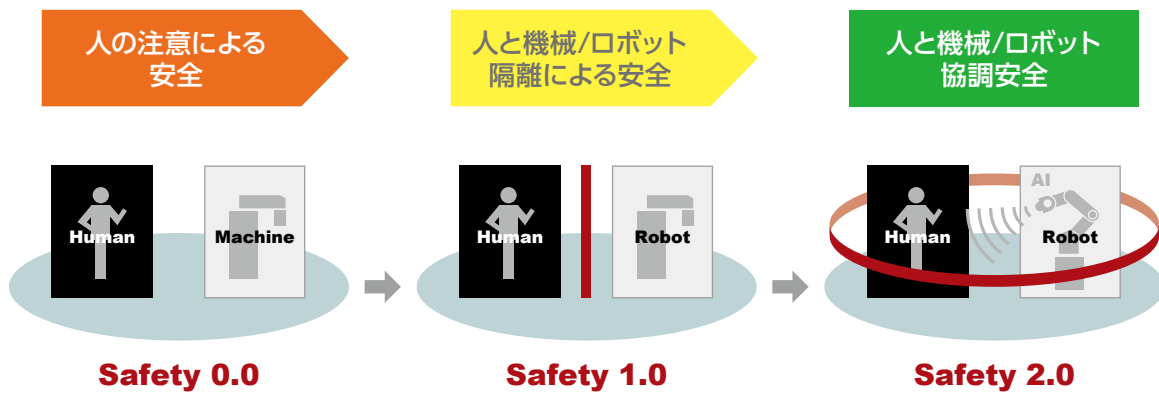 人の注意による
安全
人と機械/ロボット
隔離による安全
人と機械/ロボット
協調安全
Human
Machine
Human
Robot
AI
Human
Robot
Safety 0.0
Safety 1.0
Safety 2.0